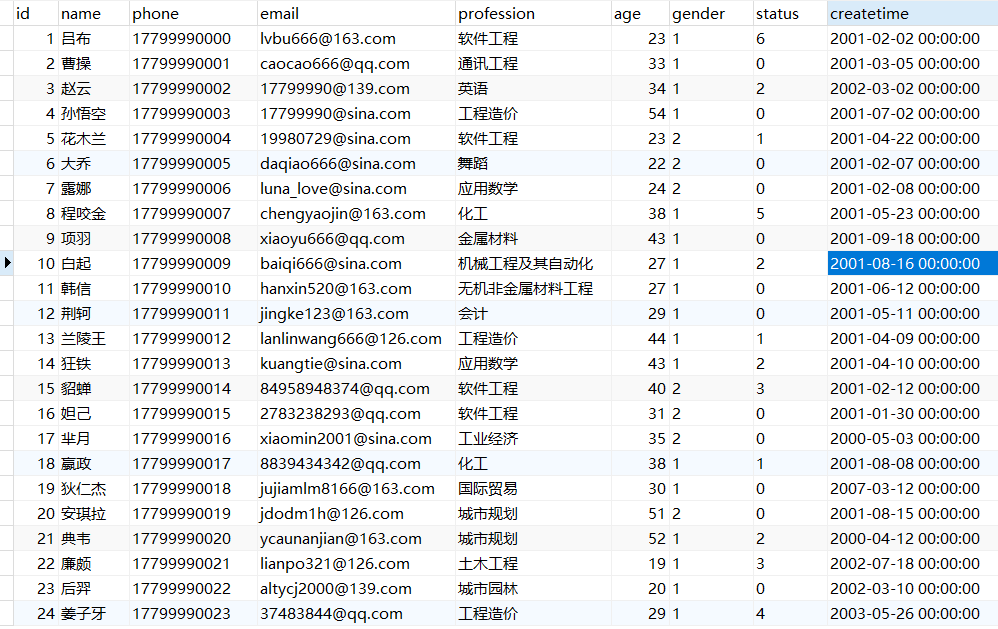 id name phone email profession age gender status createtime
1 吕布 17799990000 lvbu666@163.com 软件工程 23 1 6 2001-02-02 00:00:00
2 曹操 17799990001 caocao666@qq.com 通讯工程 33 1 0 2001-03-05 00:00:00
3 赵云 17799990002 17799990@139.com 英语 34 1 2 2002-03-02 00:00:00
4 孙悟空 17799990003 17799990@sina.com 工程造价 54 1 0 2001-07-02 00:00:00
5 花木兰 17799990004 19980729@sina.com 软件工程 23 2 1 2001-04-22 00:00:00
6 大乔 17799990005 daqiao666@sina.com 舞蹈 22 2 0 2001-02-07 00:00:00
7 露娜 17799990006 luna_love@sina.com 应用数学 24 2 0 2001-02-08 00:00:00
8 程咬金 17799990007 chengyaojin@163.com 化工 38 1 5 2001-05-23 00:00:00
9 项羽 17799990008 xiaoyu666@qq.com 金属材料 43 1 0 2001-09-18 00:00:00
10 白起 17799990009 baiqi666@sina.com 机械工程及其自动化 27 1 2 2001-08-16 00:00:00
11 韩信 17799990010 hanxin520@163.com 无机非金属材料工程 27 1 0 2001-06-12 00:00:00
12 荆轲 17799990011 jingke123@163.com 会计 29 1 0 2001-05-11 00:00:00
13 兰陵王 17799990012 lanlinwang666@126.com 工程造价 44 1 1 2001-04-09 00:00:00
14 狂铁 17799990013 kuangtie@sina.com 应用数学 43 1 2 2001-04-10 00:00:00
15 貂蝉 17799990014 84958948374@qq.com 软件工程 40 2 3 2001-02-12 00:00:00
16 妲己 17799990015 2783238293@qq.com 软件工程 31 2 0 2001-01-30 00:00:00
17 芈月 17799990016 xiaomin2001@sina.com 工业经济 35 2 0 2000-05-03 00:00:00
18 嬴政 17799990017 8839434342@qq.com 化工 38 1 1 2001-08-08 00:00:00
19 狄仁杰 17799990018 jujiamlm8166@163.com 国际贸易 30 1 0 2007-03-12 00:00:00
20 安琪拉 17799990019 jdodm1h@126.com 城市规划 51 2 0 2001-08-15 00:00:00
21 典韦 17799990020 ycaunanjian@163.com 城市规划 52 1 2 2000-04-12 00:00:00
22 廉颇 17799990021 lianpo321@126.com 土木工程 19 1 3 2002-07-18 00:00:00
23 后羿 17799990022 altycj2000@139.com 城市园林 20 1 0 2002-03-10 00:00:00
24 姜子牙 17799990023 37483844@qq.com 工程造价 29 1 4 2003-05-26 00:00:00